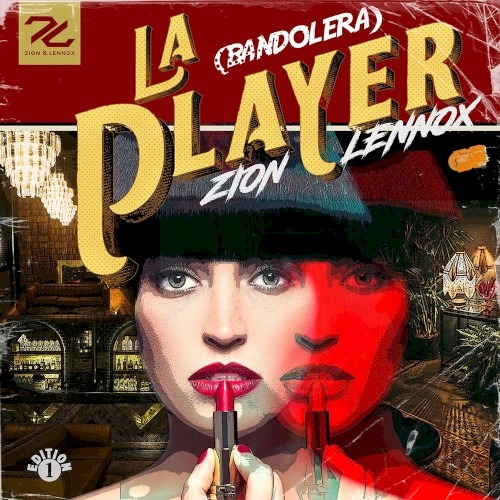 ZION & LENNOX
LA
(BANDOLERA)
PLAYER
ZION LENNOX
EDITION
1